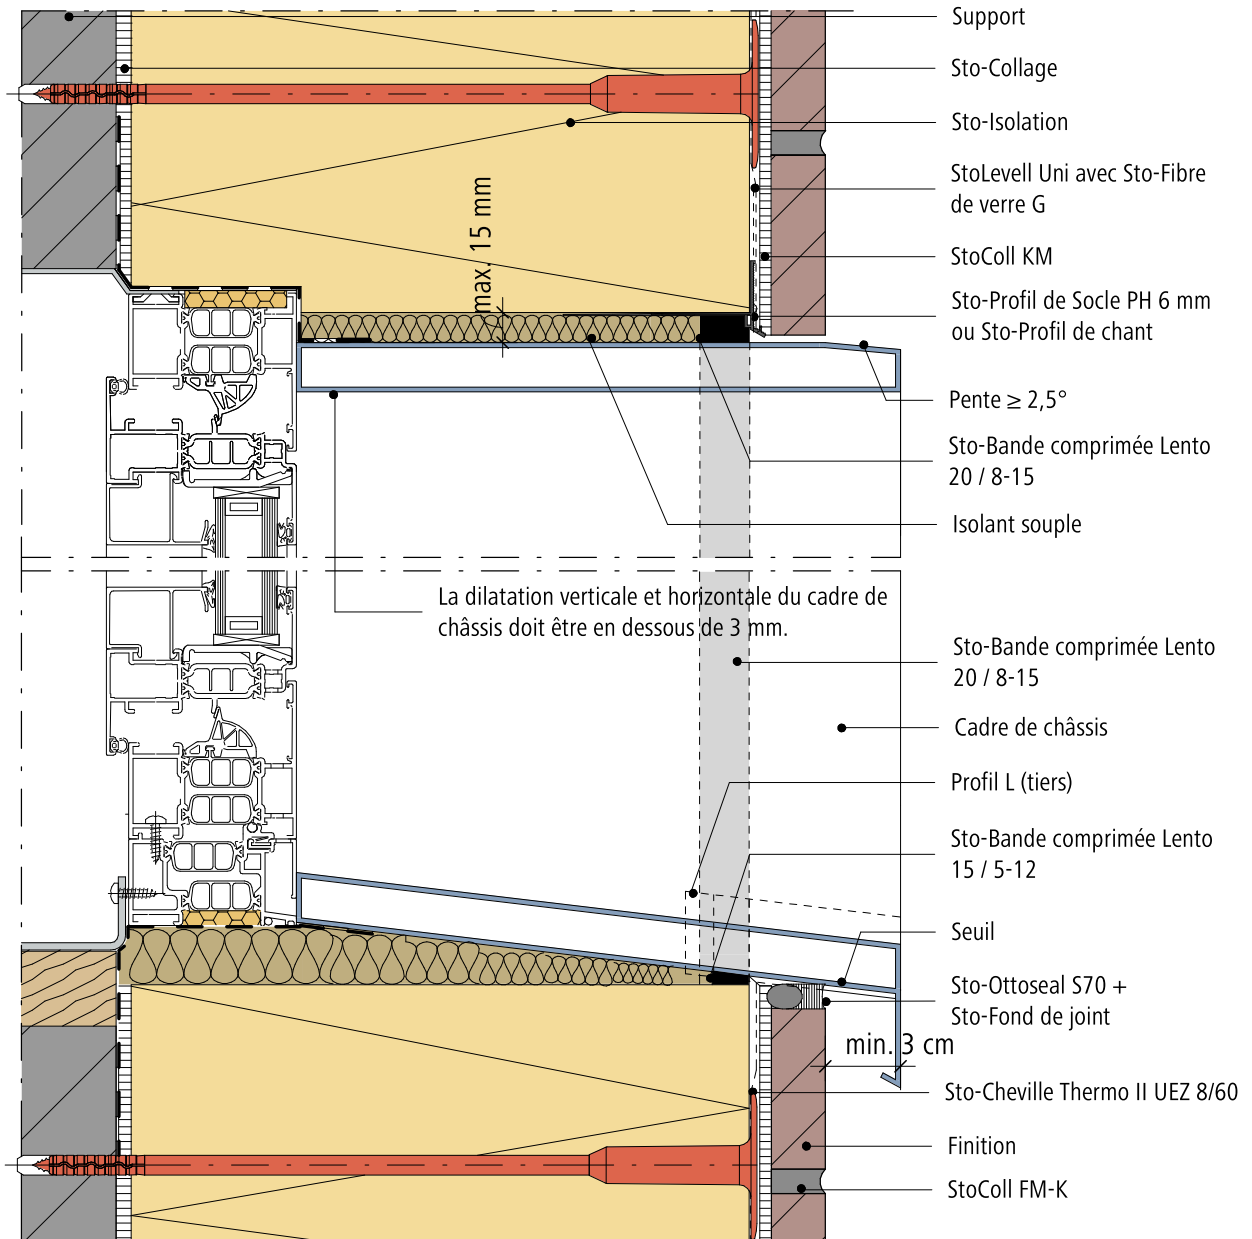 Support
Sto-Collage
Sto-Isolation
StoLevell Uni avec Sto-Fibre
de verre G
max. 15 mm
StoColl KM
Sto-Profil de Socle PH 6 mm
ou Sto-Profil de chant
Pente ≥ 2,5°
Sto-Bande comprimée Lento
20 / 8-15
Isolant souple
La dilatation verticale et horizontale du cadre de
châssis doit être en dessous de 3 mm.
Sto-Bande comprimée Lento
20 / 8-15
Cadre de châssis
Profil L (tiers)
Sto-Bande comprimée Lento
15 / 5-12
Seuil
Sto-Ottoseal S70 +
Sto-Fond de joint
min. 3 cm
Sto-Cheville Thermo II UEZ 8/60
Finition
StoColl FM-K